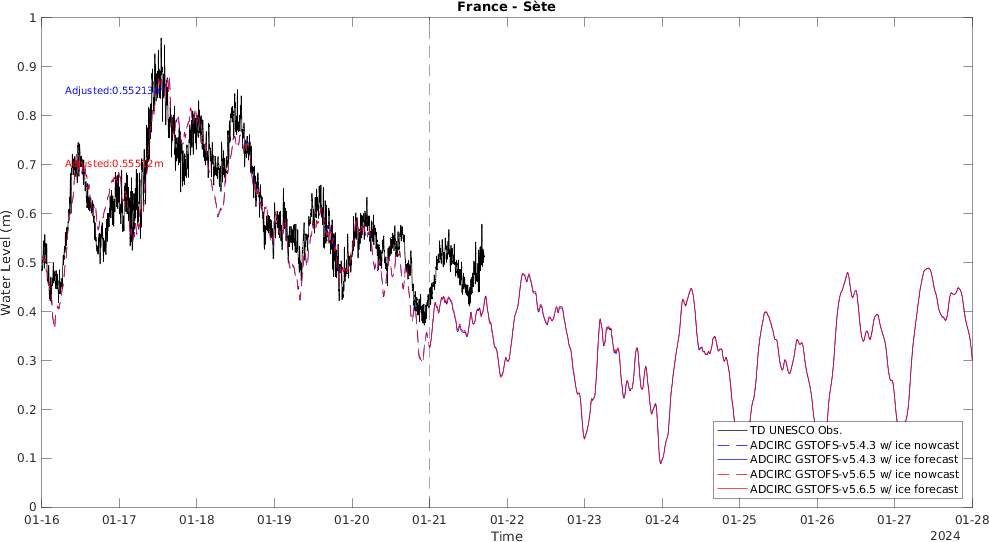 France - Sète
Water Level (m)
1
0.9
0.8
0.7
0.6
0.5
0.4
0.3
0.2
0.1
0
Adjusted:0.55213m
Adjusted:0.555 2m
TD UNESCO Obs.
ADCIRC GSTOFS-v5.4.3 w/ ice nowcast
ADCIRC GSTOFS-v5.4.3 w/ ice forecast
ADCIRC GSTOFS-v5.6.5 w/ ice nowcast
ADCIRC GSTOFS-v5.6.5 w/ ice forecast
01-16 01-17 01-18 01-19 01-20 01-21 01-22 01-23 01-24 01-25 01-26 01-27 01-28
Time
2024